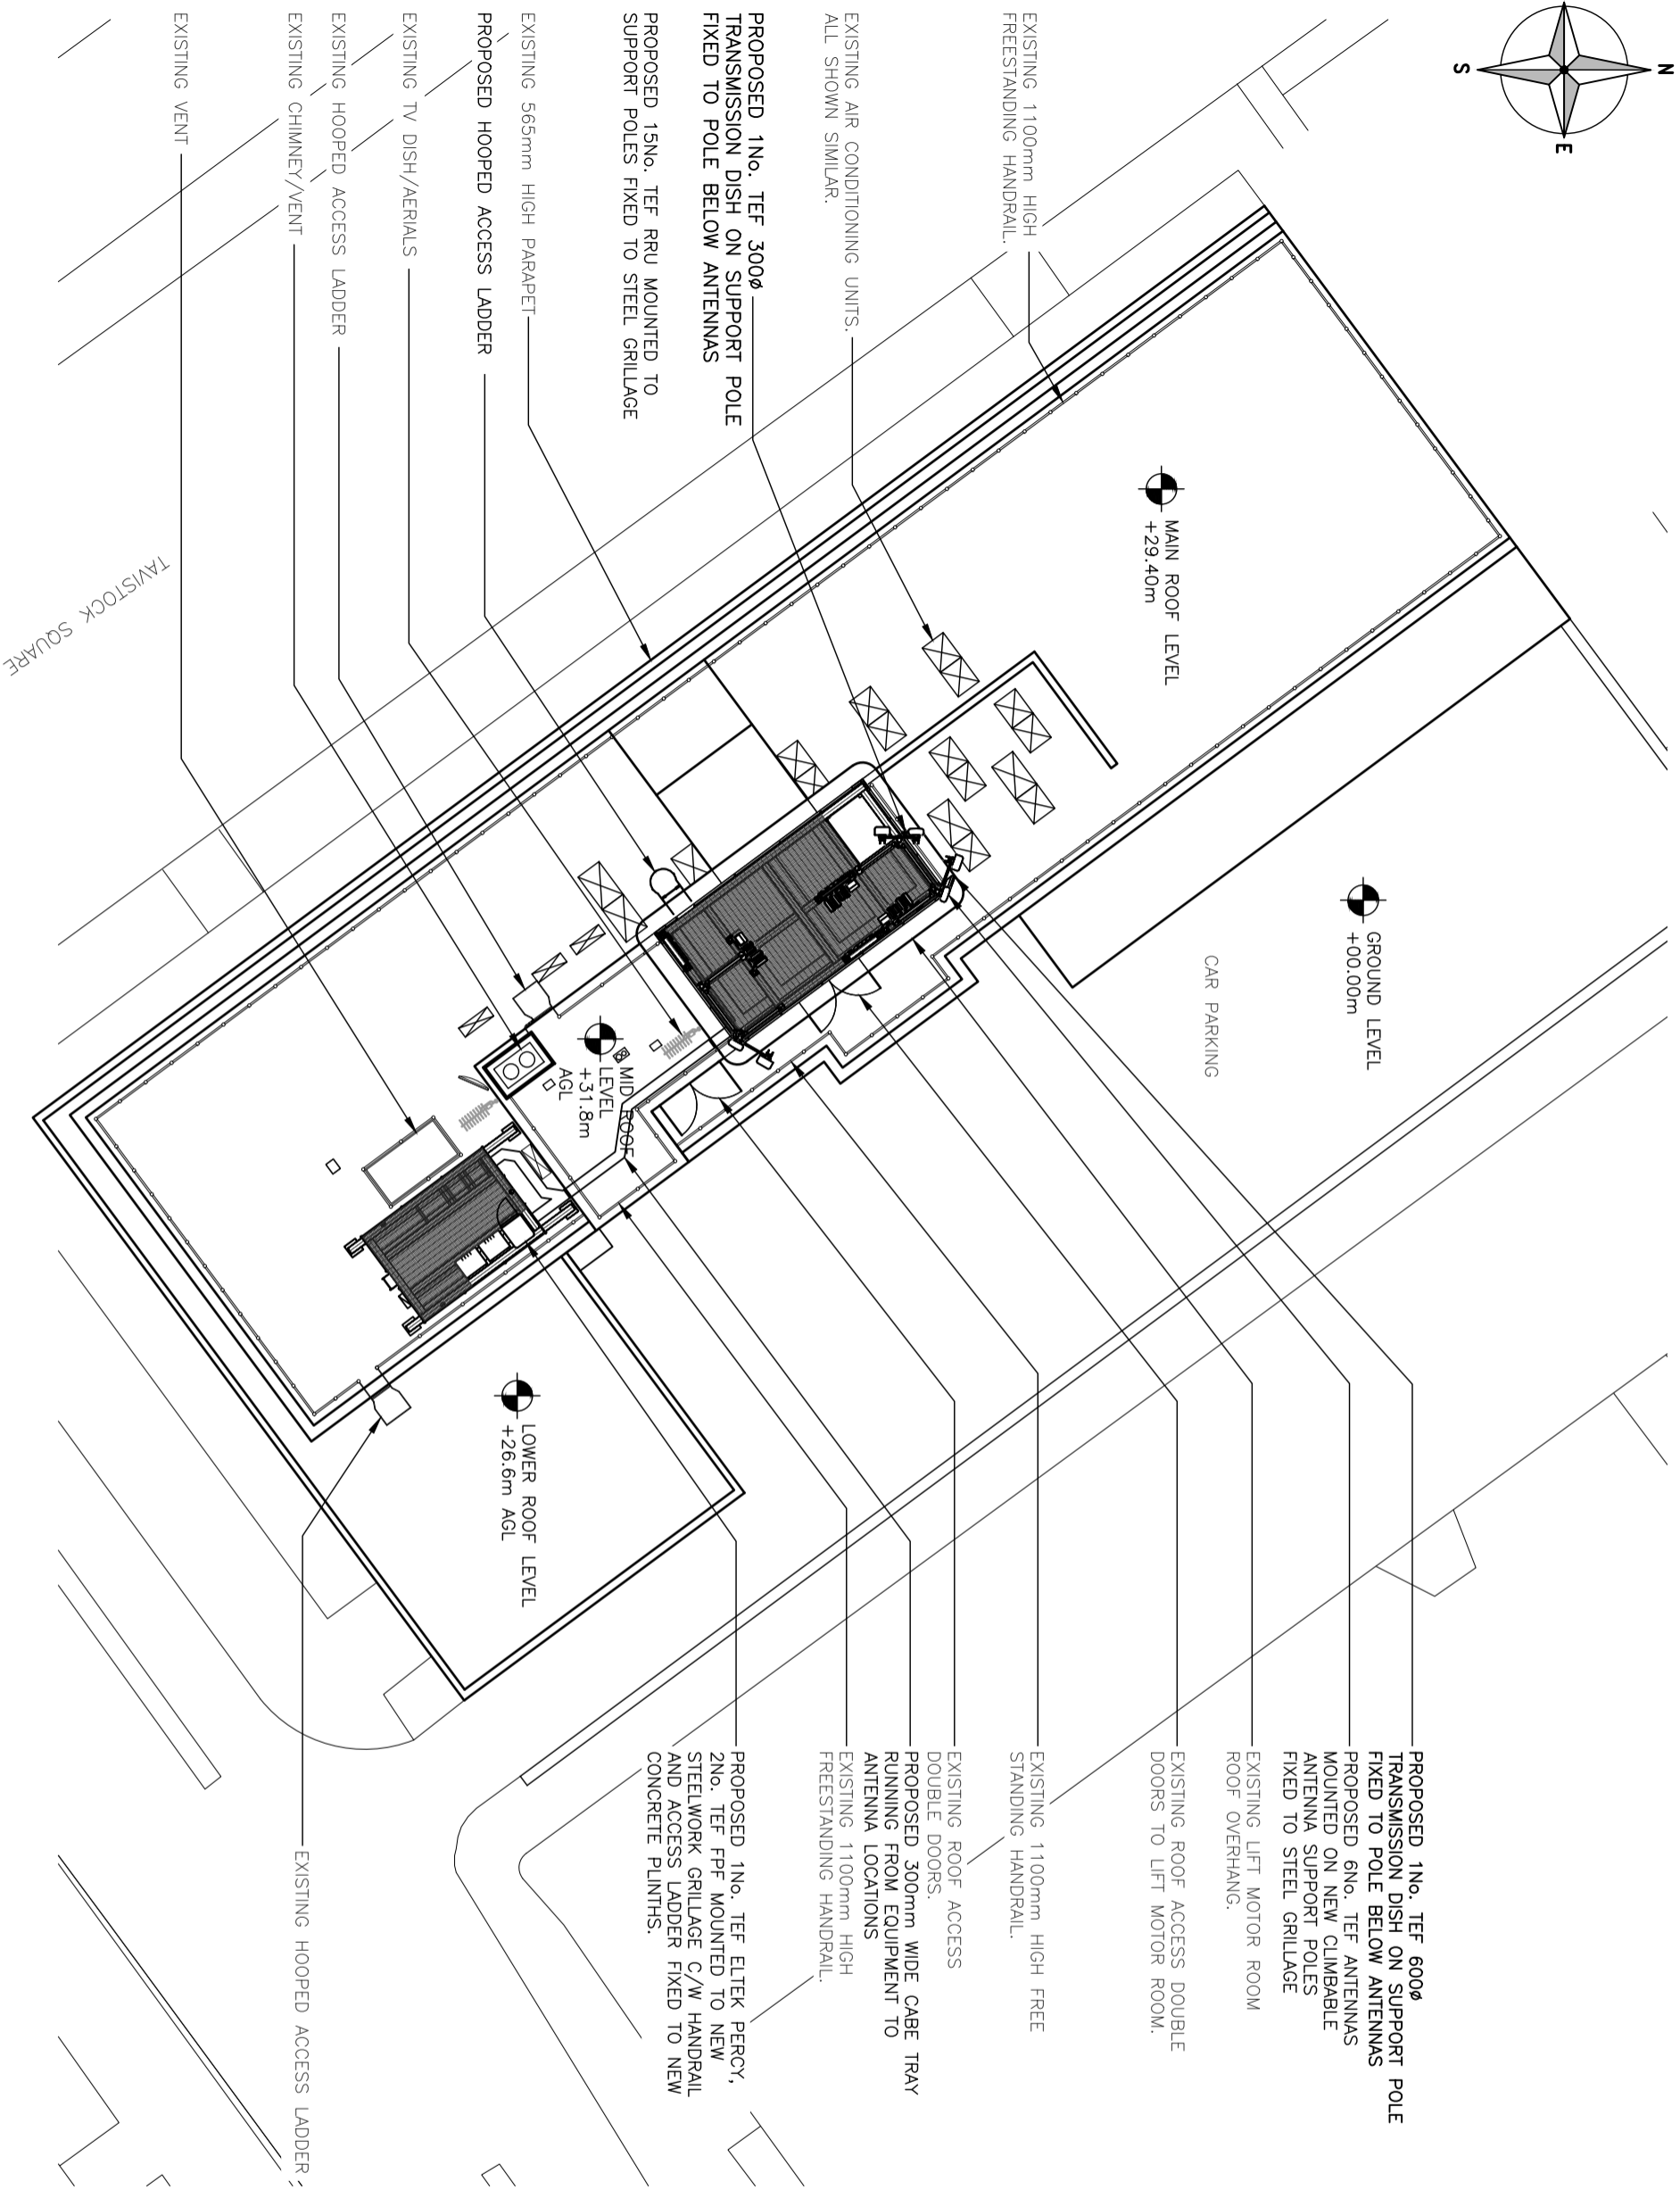 N
S
E
EXISTING 1100mm HIGH
FREESTANDING HANDRAIL.
EXISTING AIR CONDITIONING UNITS.
ALL SHOWN SIMILAR.
PROPOSED 1No. TEF 300Ø
TRANSMISSION DISH ON SUPPORT POLE
FIXED TO POLE BELOW ANTENNAS
PROPOSED 15No. TEF RRU MOUNTED TO
SUPPORT POLES FIXED TO STEEL GRILLAGE
EXISTING 565mm HIGH PARAPET
PROPOSED HOOPED ACCESS LADDER
EXISTING TV DISH/AERIALS
EXISTING HOOPED ACCESS LADDER
EXISTING CHIMNEY/VENT
EXISTING VENT
MAIN ROOF LEVEL
+29.40m
GROUND LEVEL
+00.00m
CAR PARKING
TAVISTOCK SQUARE
MID ROOF
LEVEL
+31.8m
AGL
LOWER ROOF LEVEL
+26.6m AGL
PROPOSED 1No. TEF 600Ø
TRANSMISSION DISH ON SUPPORT POLE
FIXED TO POLE BELOW ANTENNAS
PROPOSED 6No. TEF ANTENNAS
MOUNTED ON NEW CLIMBABLE
ANTENNA SUPPORT POLES
FIXED TO STEEL GRILLAGE
EXISTING LIFT MOTOR ROOM
ROOF OVERHANG.
EXISTING ROOF ACCESS DOUBLE
DOORS TO LIFT MOTOR ROOM.
EXISTING 1100mm HIGH FREE
STANDING HANDRAIL.
EXISTING ROOF ACCESS
DOUBLE DOORS.
PROPOSED 300mm WIDE CABE TRAY
RUNNING FROM EQUIPMENT TO
ANTENNA LOCATIONS
EXISTING 1100mm HIGH
FREESTANDING HANDRAIL.
PROPOSED 1No. TEF ELTEK PERCY,
2No. TEF FPF MOUNTED TO NEW
STEELWORK GRILLAGE C/W HANDRAIL
AND ACCESS LADDER FIXED TO NEW
CONCRETE PLINTHS.
EXISTING HOOPED ACCESS LADDER